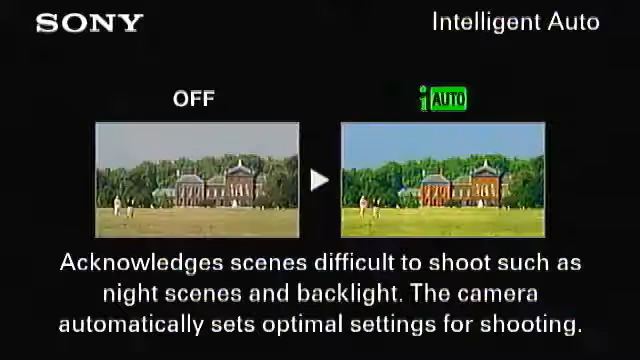 SONY
Intelligent Auto
OFF
i AUTO
Acknowledges scenes difficult to shoot such as
night scenes and backlight. The camera
automatically sets optimal settings for shooting.